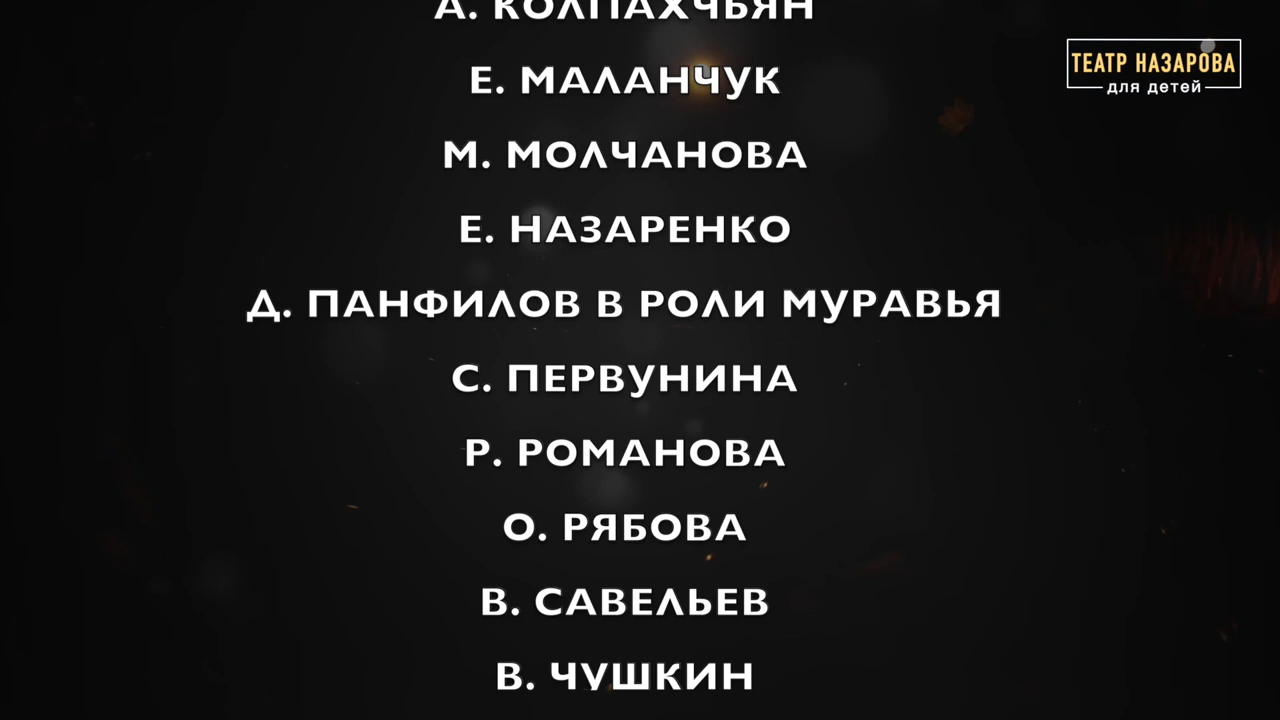 А. КОЛПАХЧЬЯН
ТЕАТР НАЗАРОВА
для детей
Е. МАЛАНЧУК
М. МОЛЧАНОВА
Е. НАЗАРЕНКО
Д. ПАНФИЛОВ В РОЛИ МУРАВЬЯ
С. ПЕРВУНИНА
Р. РОМАНОВА
О. РЯБОВА
В. САВЕЛЬЕВ
В. ЧУШКИН